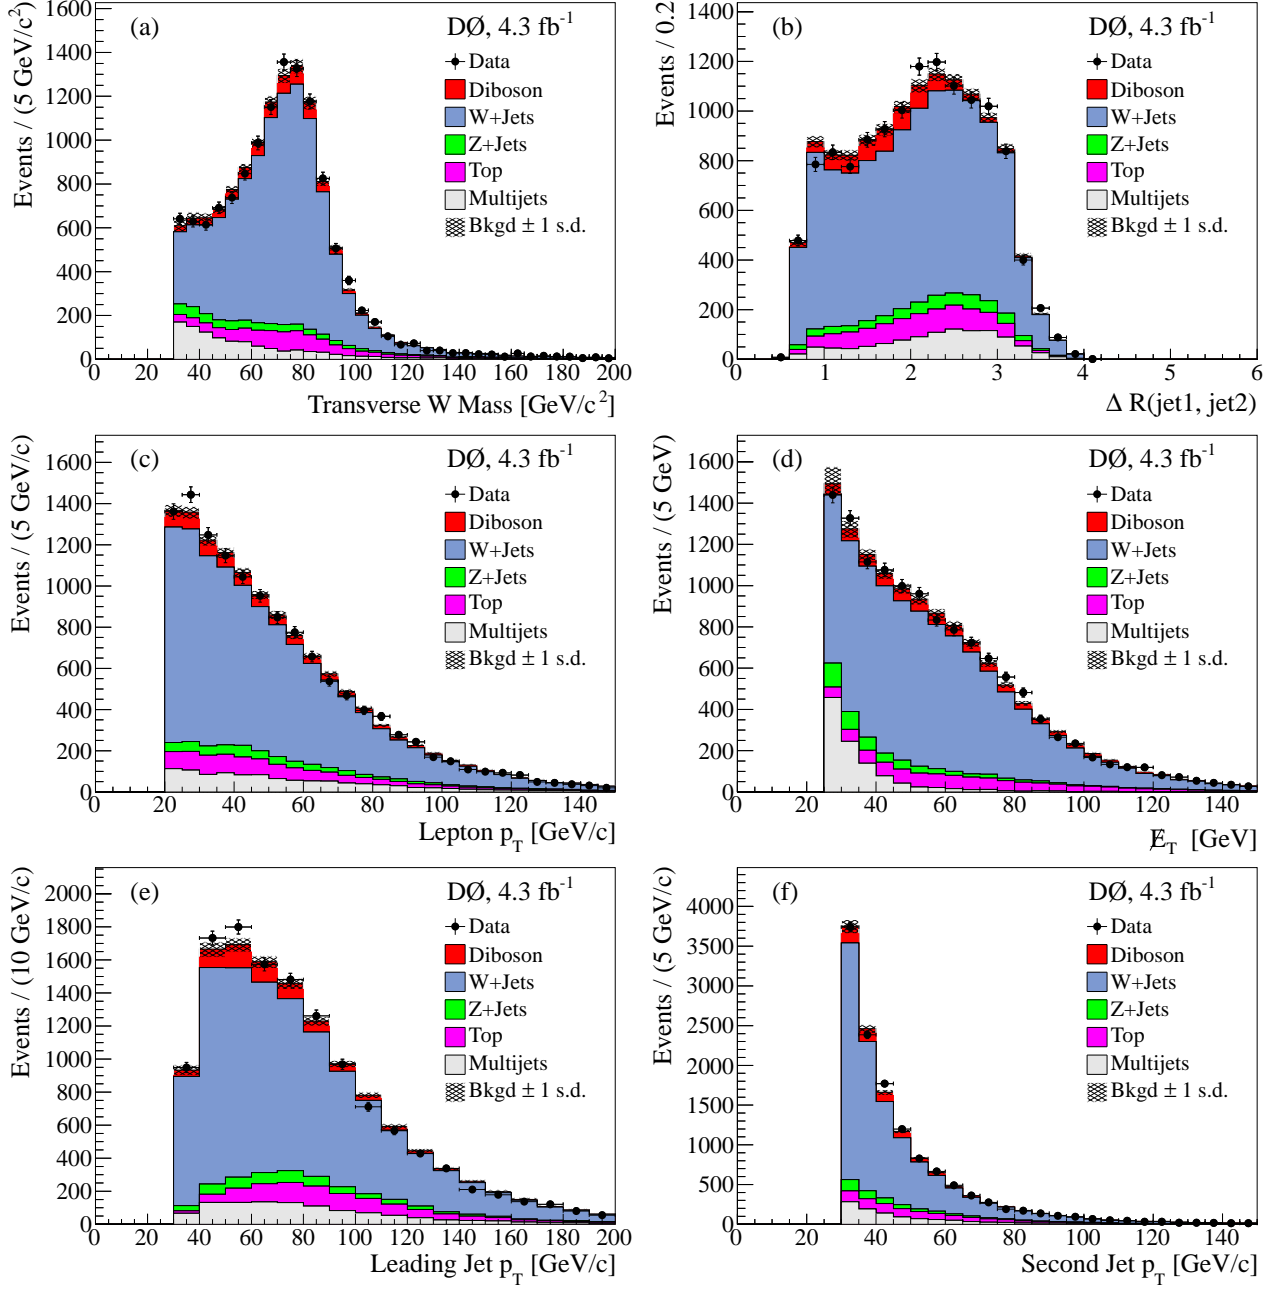 (a)
DØ, 4.3 fb-1
Data
Diboson
W+Jets
Z+Jets
Top
Multijets
Bkgd ± 1 s.d.
Events / (5 GeV/c2)
0
200
400
600
800
1000
1200
1400
1600
0 20 40 60 80 100 120 140 160 180 200
Transverse W Mass [GeV/c2]
(b)
DØ, 4.3 fb-1
Data
Diboson
W+Jets
Z+Jets
Top
Multijets
Bkgd ± 1 s.d.
Events / 0.2
0
200
400
600
800
1000
1200
1400
0 1 2 3 4 5 6
Δ R(jet1, jet2)
(c)
DØ, 4.3 fb-1
Data
Diboson
W+Jets
Z+Jets
Top
Multijets
Bkgd ± 1 s.d.
Events / (5 GeV/c)
0
200
400
600
800
1000
1200
1400
1600
0 20 40 60 80 100 120 140
Lepton pT [GeV/c]
(d)
DØ, 4.3 fb-1
Data
Diboson
W+Jets
Z+Jets
Top
Multijets
Bkgd ± 1 s.d.
Events / (5 GeV)
0
200
400
600
800
1000
1200
1400
1600
0 20 40 60 80 100 120 140
E̸T [GeV]
(e)
DØ, 4.3 fb-1
Data
Diboson
W+Jets
Z+Jets
Top
Multijets
Bkgd ± 1 s.d.
Events / (10 GeV/c)
0
200
400
600
800
1000
1200
1400
1600
1800
2000
0 20 40 60 80 100 120 140 160 180 200
Leading Jet pT [GeV/c]
(f)
DØ, 4.3 fb-1
Data
Diboson
W+Jets
Z+Jets
Top
Multijets
Bkgd ± 1 s.d.
Events / (5 GeV/c)
0
500
1000
1500
2000
2500
3000
3500
4000
0 20 40 60 80 100 120 140
Second Jet pT [GeV/c]